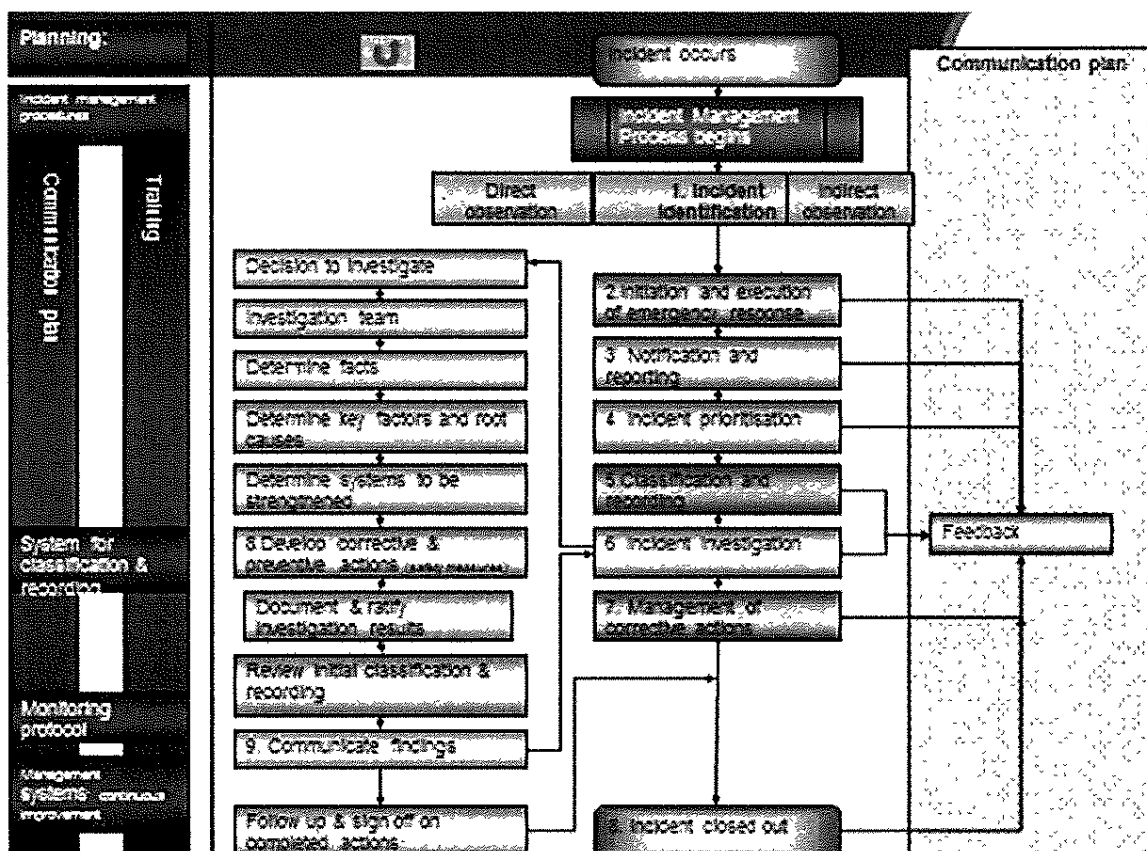 Planning:
Incident occurs
Communication plan
Incident management
procedures
Incident Management
Process begins
Direct
observation
1. Incident
Identification
Indirect
observation
Training
Communication plan
Decision to investigate
2.Initiation and execution
of emergency response
Investigation team
3. Notification and
reporting
Determine facts
Determine key factors and root
causes
4. Incident prioritisation
Determine systems to be
strengthened
5.Classification and
recording
System for
classification &
recording
8.Develop corrective &
preventive actions (safety measures)
6. Incident investigation
Feedback
Document & ratify
investigation results
7. Management of
corrective actions
Review initial classification &
recording
Monitoring
protocol
9. Communicate findings
Management
systems continuous
improvement
Follow up & sign off on
completed actions
Incident closed out